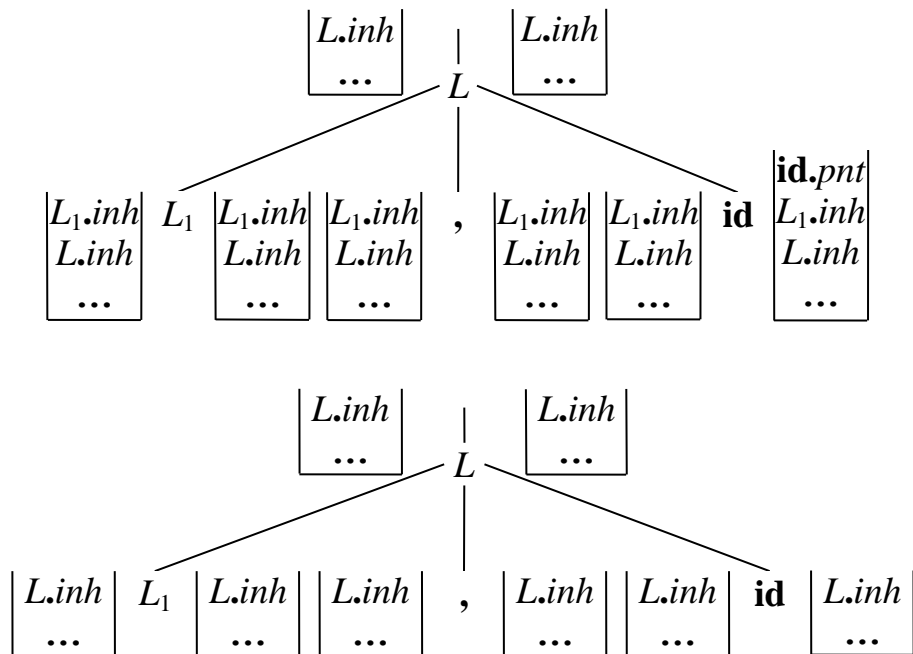 L.inh L.inh
... ...
L
id.pnt
L₁.inh L₁ L₁.inh L₁.inh , L₁.inh L₁.inh id L₁.inh
L.inh L.inh L.inh L.inh L.inh L.inh
... ... ... ... ... ...
L.inh L.inh
... ...
L
L.inh L₁ L.inh L.inh , L.inh L.inh id L.inh
... ... ... ... ... ...